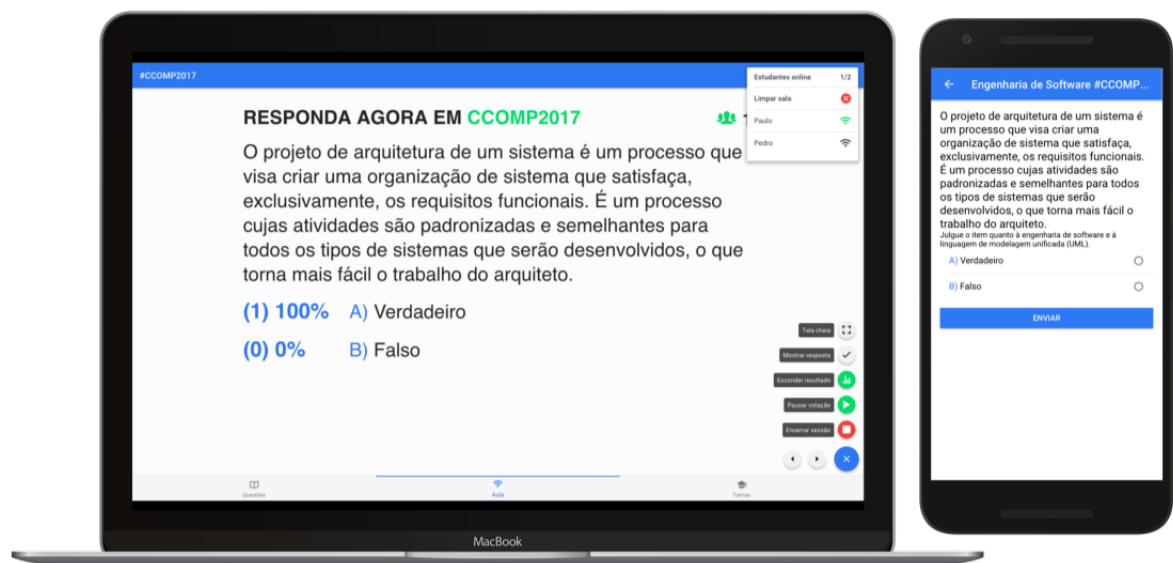 #CCOMP2017
Estudantes online 1/2
Limpar sala
Paulo
Pedro
RESPONDA AGORA EM CCOMP2017
O projeto de arquitetura de um sistema é um processo que
visa criar uma organização de sistema que satisfaça,
exclusivamente, os requisitos funcionais. É um processo
cujas atividades são padronizadas e semelhantes para
todos os tipos de sistemas que serão desenvolvidos, o que
torna mais fácil o trabalho do arquiteto.
(1) 100% A) Verdadeiro
(0) 0% B) Falso
Tela cheia
Mostrar resposta
Esconder resultado
Pausar votação
Encerrar sessão
Questões
Aula
Turmas
MacBook
Engenharia de Software #CCOMP...
O projeto de arquitetura de um sistema é
um processo que visa criar uma
organização de sistema que satisfaça,
exclusivamente, os requisitos funcionais.
É um processo cujas atividades são
padronizadas e semelhantes para todos
os tipos de sistemas que serão
desenvolvidos, o que torna mais fácil o
trabalho do arquiteto.
Julgue o item quanto à engenharia de software e à
linguagem de modelagem unificada (UML).
A) Verdadeiro
B) Falso
ENVIAR